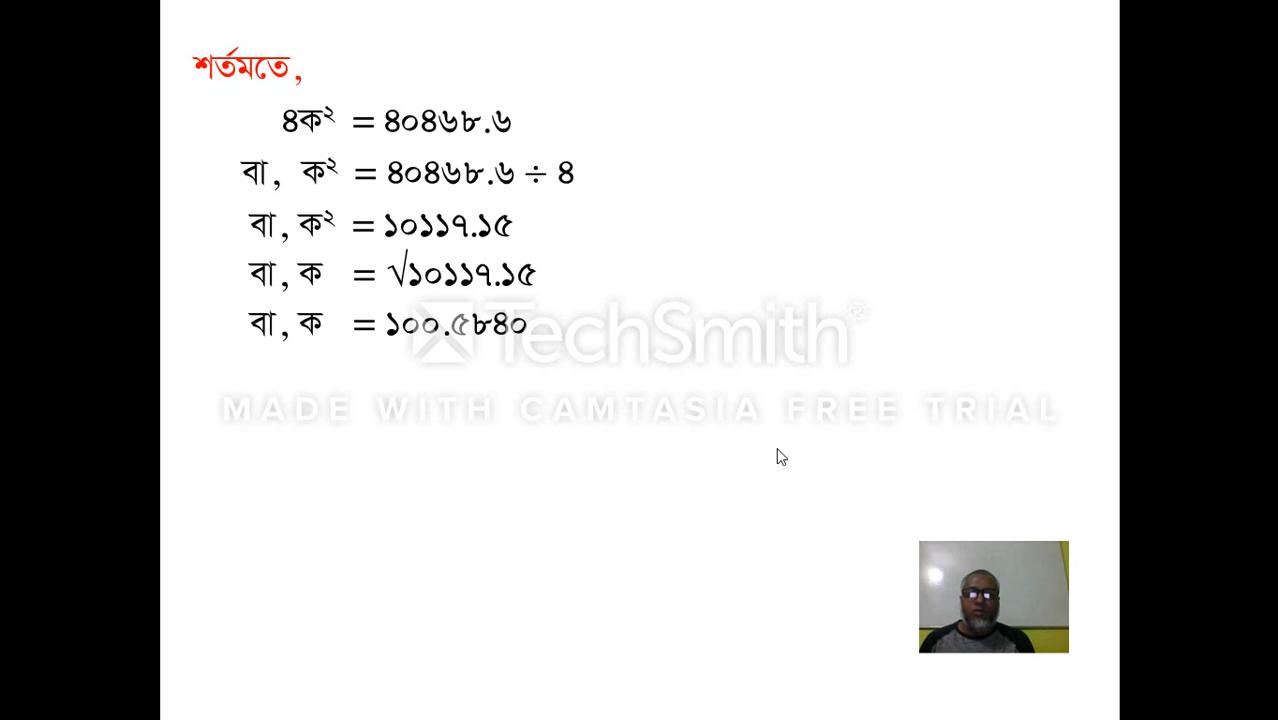 শর্তমতে,
৪ক² = ৪০৪৬৮.৬
বা, ক² = ৪০৪৬৮.৬ ÷ ৪
বা, ক² = ১০১১৭.১৫
বা, ক = √১০১১৭.১৫
বা, ক = ১০০.৫৮৪০
TechSmith®
MADE WITH CAMTASIA FREE TRIAL